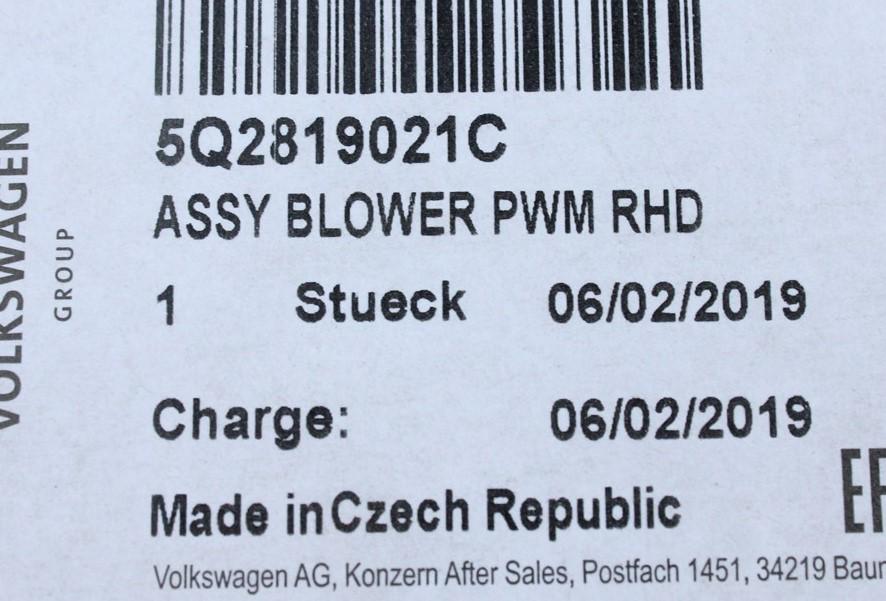 VOLKSWAGEN
GROUP
5Q2819021C
ASSY BLOWER PWM RHD
1 Stueck 06/02/2019
Charge: 06/02/2019
Made in Czech Republic
Volkswagen AG, Konzern After Sales, Postfach 1451, 34219